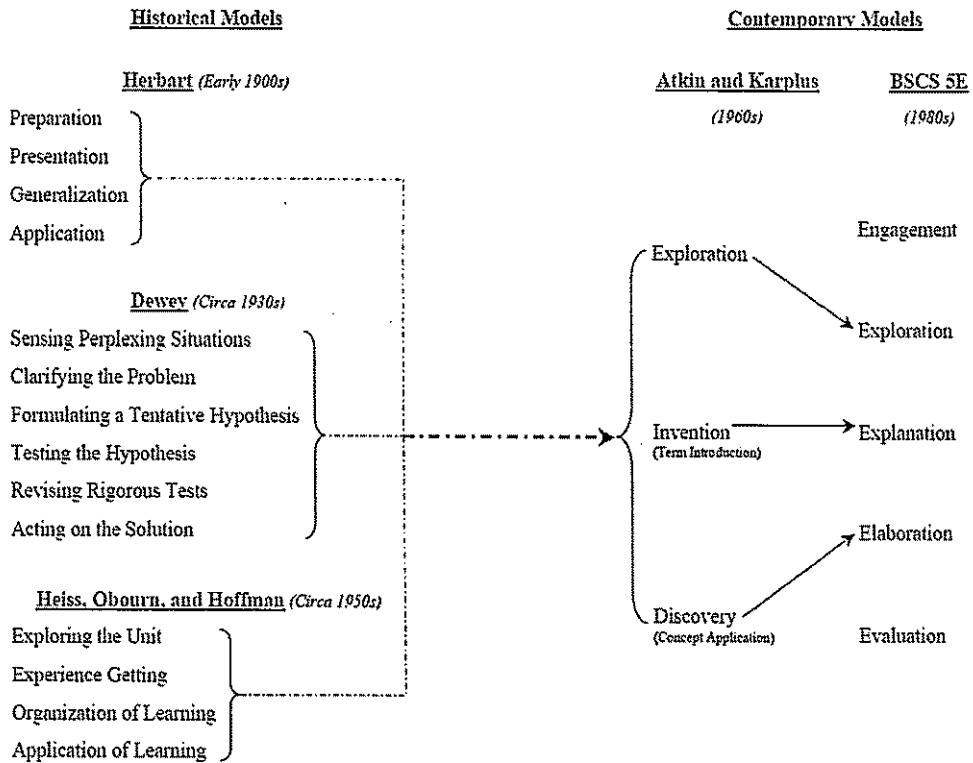 Historical Models
Herbart (Early 1900s)
Preparation
Presentation
Generalization
Application
Dewey (Circa 1930s)
Sensing Perplexing Situations
Clarifying the Problem
Formulating a Tentative Hypothesis
Testing the Hypothesis
Revising Rigorous Tests
Acting on the Solution
Heiss, Obourn, and Hoffman (Circa 1950s)
Exploring the Unit
Experience Getting
Organization of Learning
Application of Learning
Contemporary Models
Atkin and Karplus
(1960s)
Exploration
Invention
(Term Introduction)
Discovery
(Concept Application)
BSCS 5E
(1980s)
Engagement
Exploration
Explanation
Elaboration
Evaluation